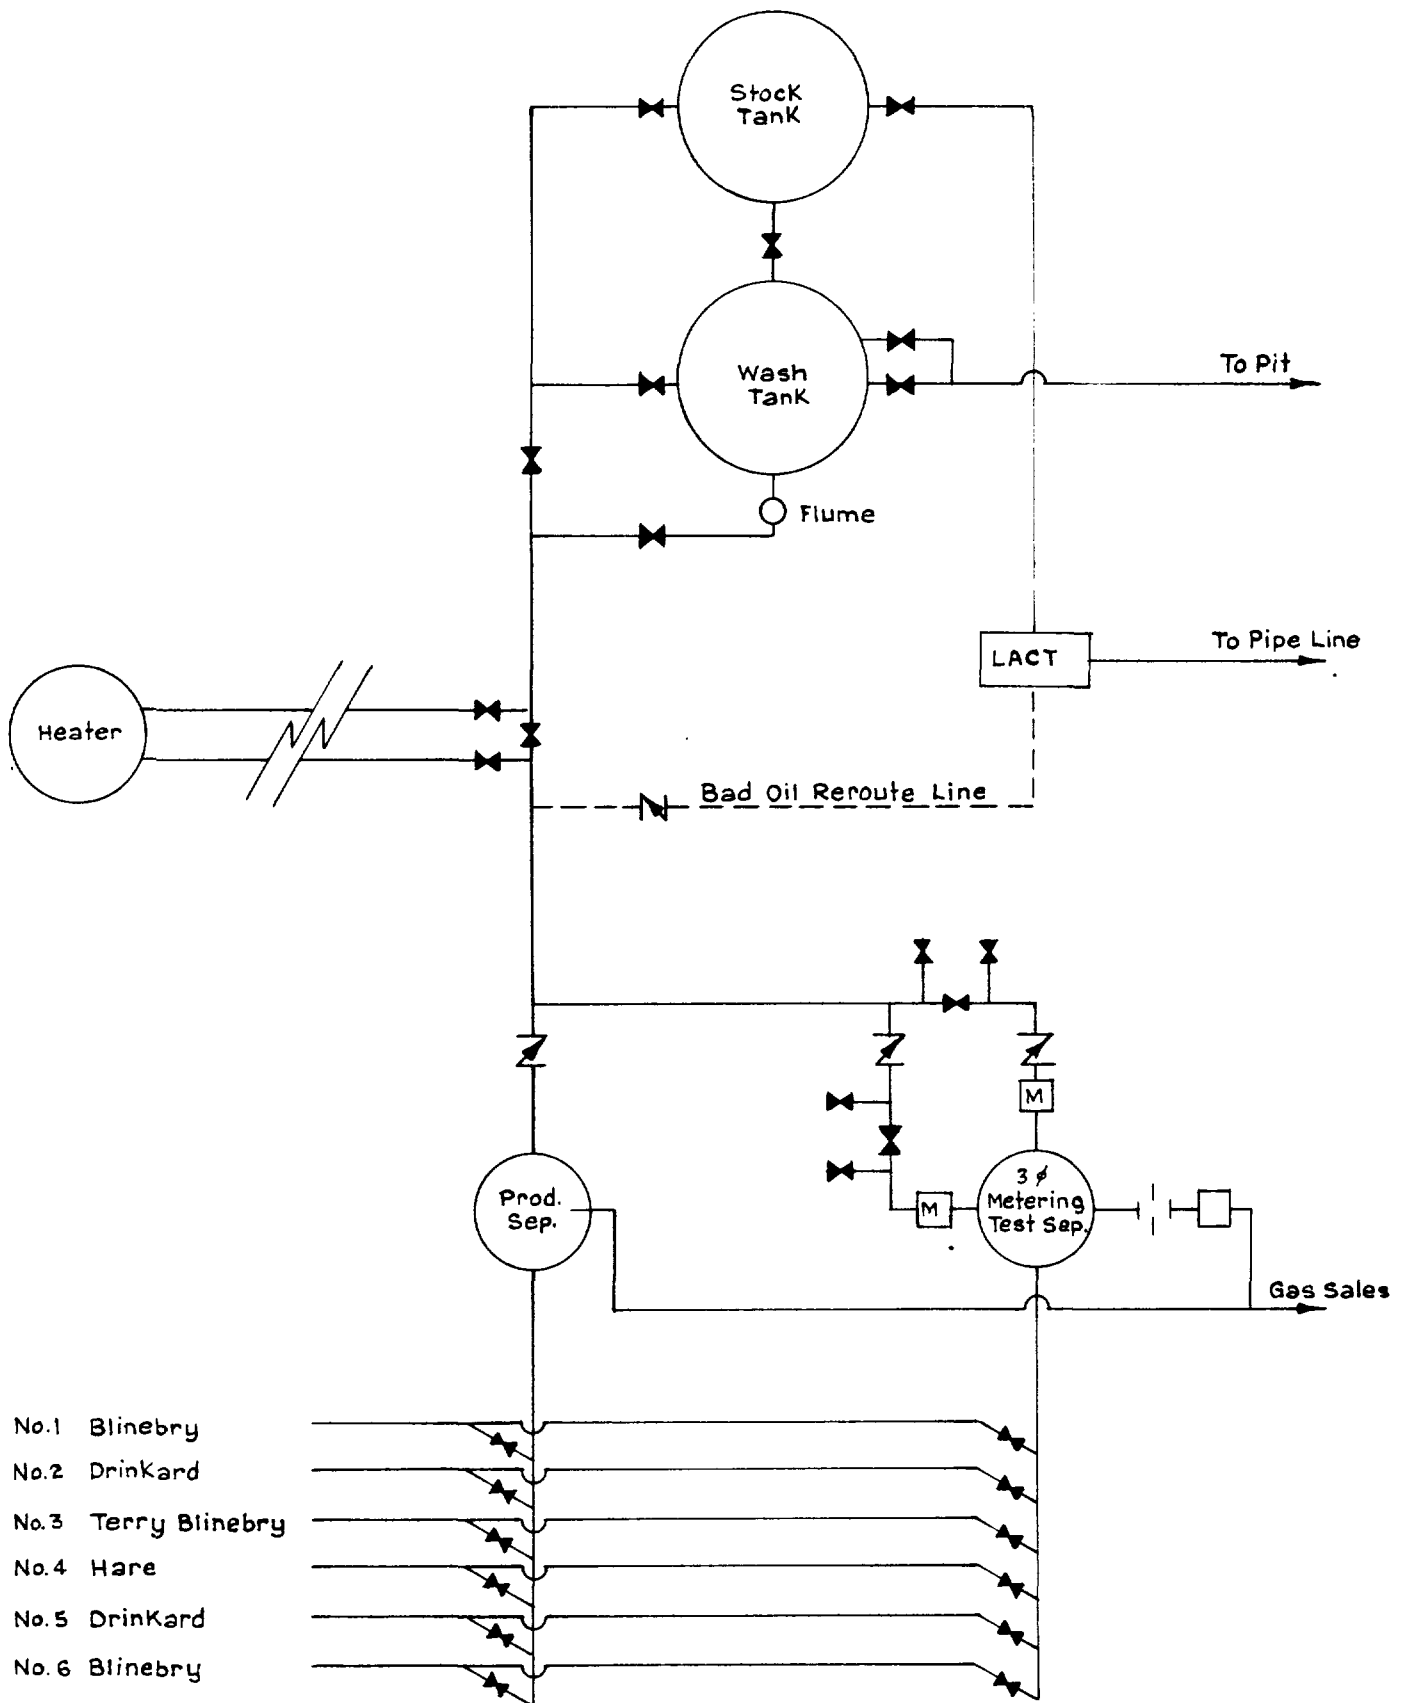 Stock
Tank
Wash
Tank
To Pit
Flume
To Pipe Line
LACT
Heater
Bad Oil Reroute Line
M
Prod.
Sep.
3 ϕ
Metering
Test Sep.
M
Gas Sales
No.1 Blinebry
No.2 Drinkard
No.3 Terry Blinebry
No.4 Hare
No.5 Drinkard
No.6 Blinebry